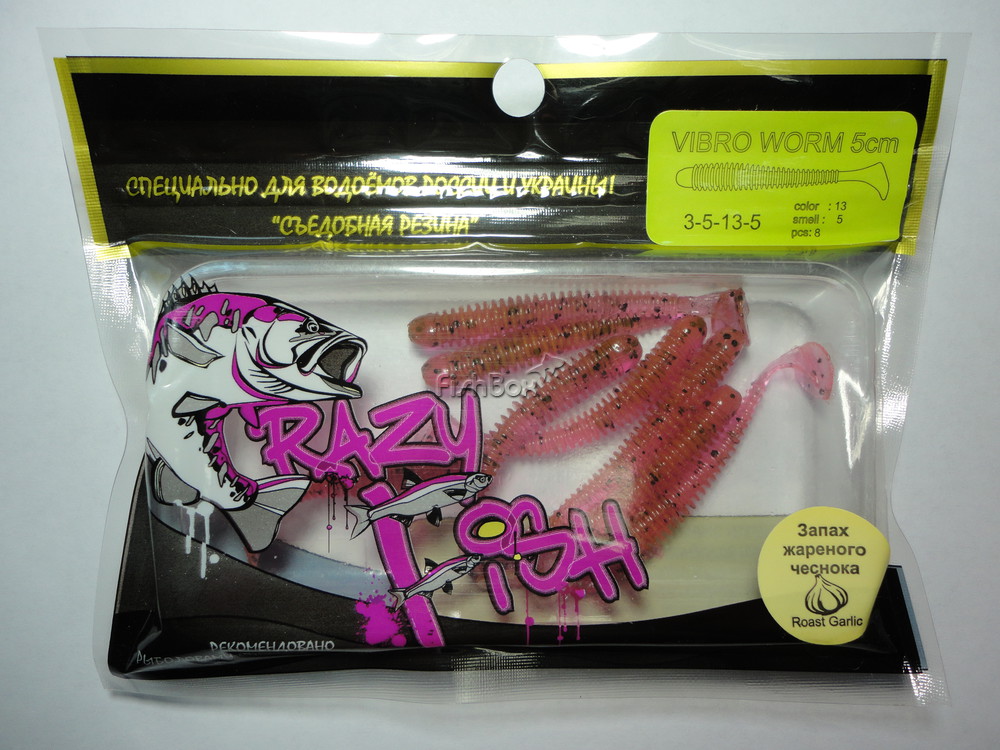 VIBRO WORM 5cm
3-5-13-5
color : 13
smell : 5
pcs: 8
СПЕЦИАЛЬНО ДЛЯ ВОДОЁМОВ РОССИИ И УКРАИНЫ!
"СЪЕДОБНАЯ РЕЗИНА"
FishBox
CRAZY
FISH
Запах
жареного
чеснока
Roast Garlic
РЕКОМЕНДОВАНО